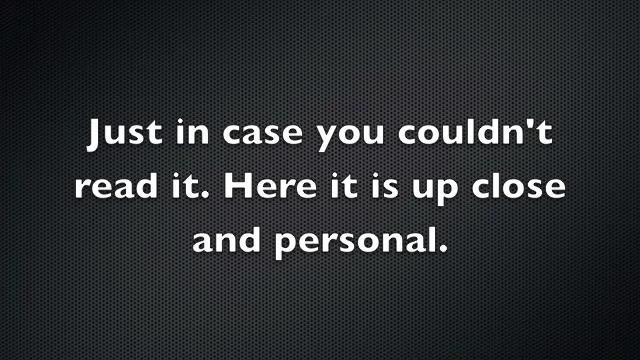 Just in case you couldn't
read it. Here it is up close
and personal.